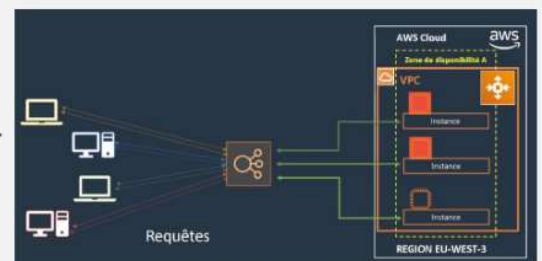 AWS Cloud
aws
Zone de disponibilité A
VPC
Instance
Instance
Instance
Requêtes
REGION EU-WEST-3